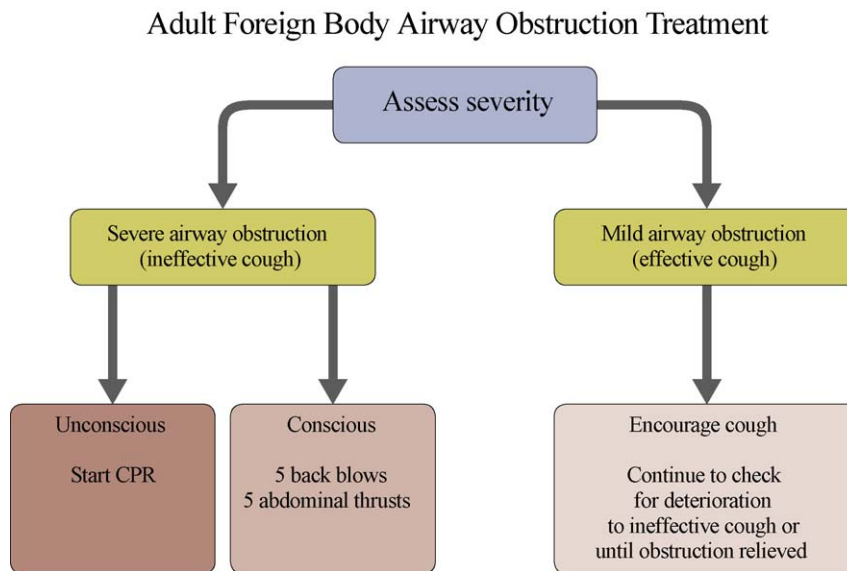 Adult Foreign Body Airway Obstruction Treatment
Assess severity
Severe airway obstruction
(ineffective cough)
Mild airway obstruction
(effective cough)
Unconscious
Start CPR
Conscious
5 back blows
5 abdominal thrusts
Encourage cough
Continue to check
for deterioration
to ineffective cough or
until obstruction relieved